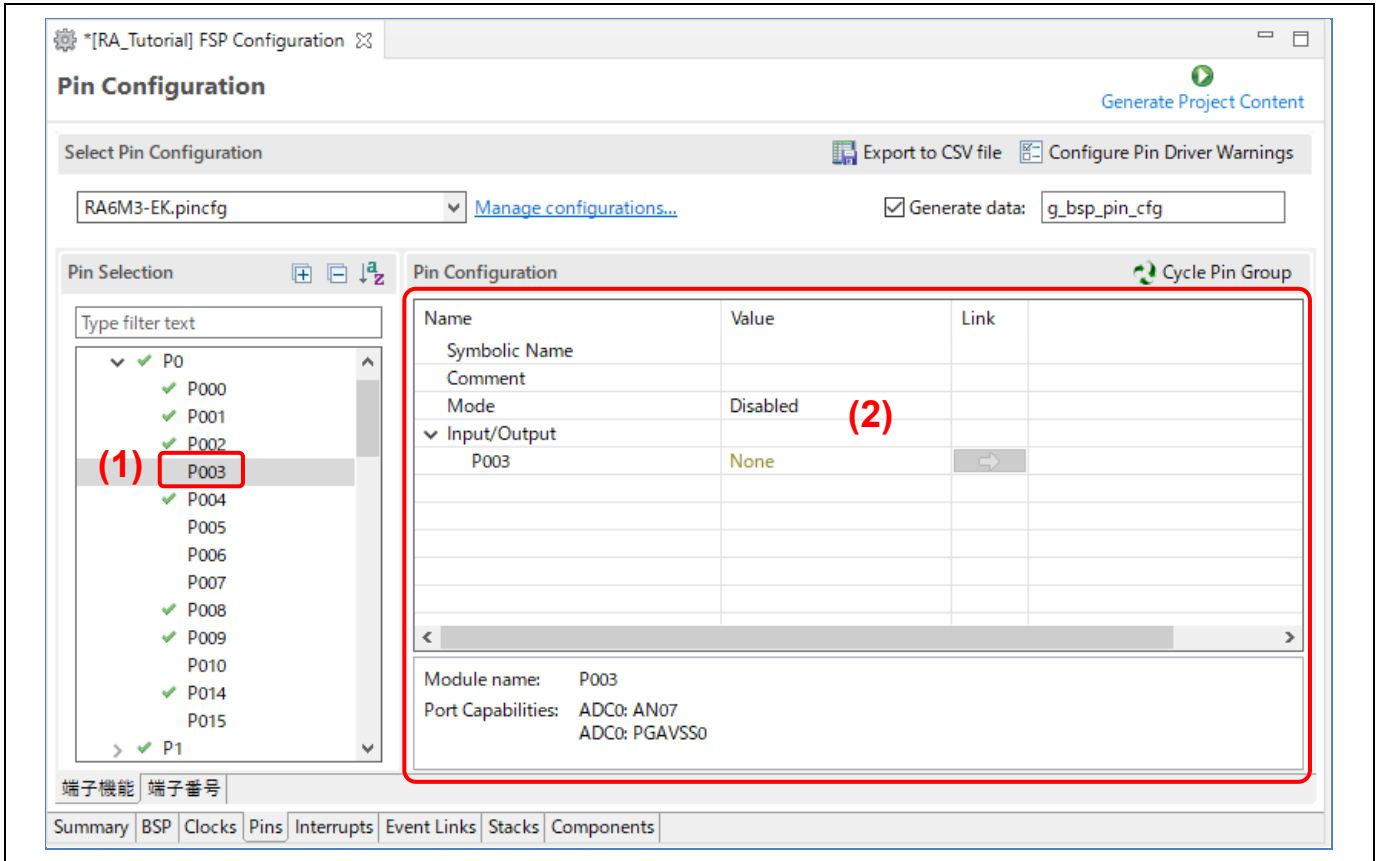 *[RA_Tutorial] FSP Configuration
Pin Configuration
Generate Project Content
Select Pin Configuration
Export to CSV file
Configure Pin Driver Warnings
RA6M3-EK.pincfg
Manage configurations...
Generate data:
g_bsp_pin_cfg
Pin Selection
Type filter text
P0
P000
P001
P002
(1)
P003
P004
P005
P006
P007
P008
P009
P010
P014
P015
P1
Pin Configuration
Cycle Pin Group
Name Value Link
Symbolic Name
Comment
Mode Disabled
(2)
Input/Output
P003 None
Module name: P003
Port Capabilities: ADC0: AN07
ADC0: PGAVSS0
端子機能 端子番号
Summary BSP Clocks Pins Interrupts Event Links Stacks Components